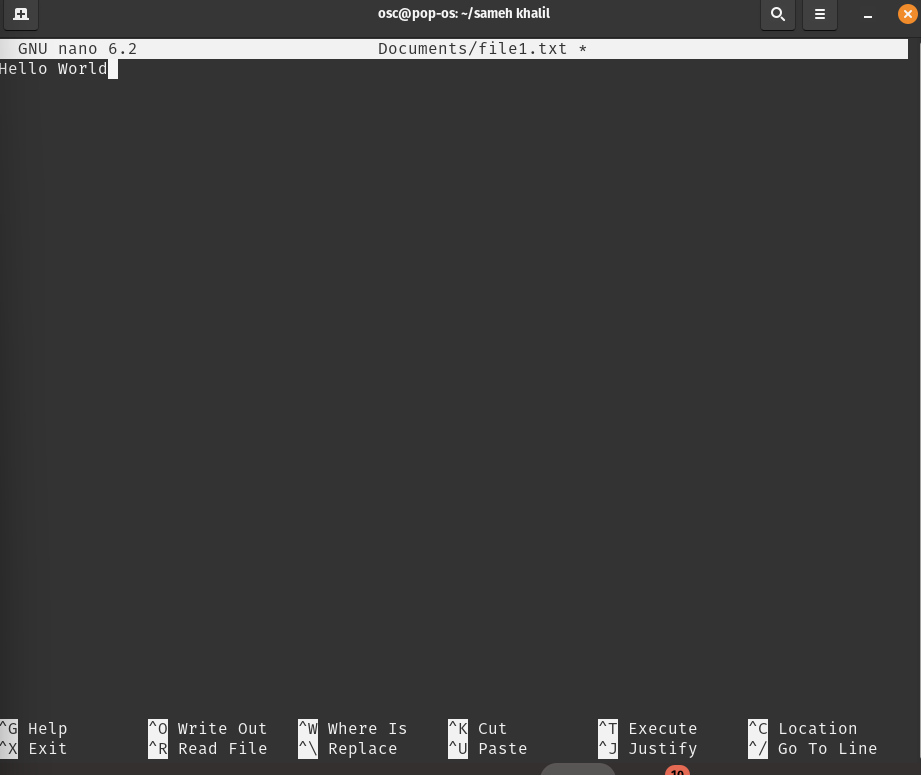 osc@pop-os: ~/sameh khalil
GNU nano 6.2 Documents/file1.txt *
Hello World
^G Help ^O Write Out ^W Where Is ^K Cut ^T Execute ^C Location
^X Exit ^R Read File ^\ Replace ^U Paste ^J Justify ^/ Go To Line